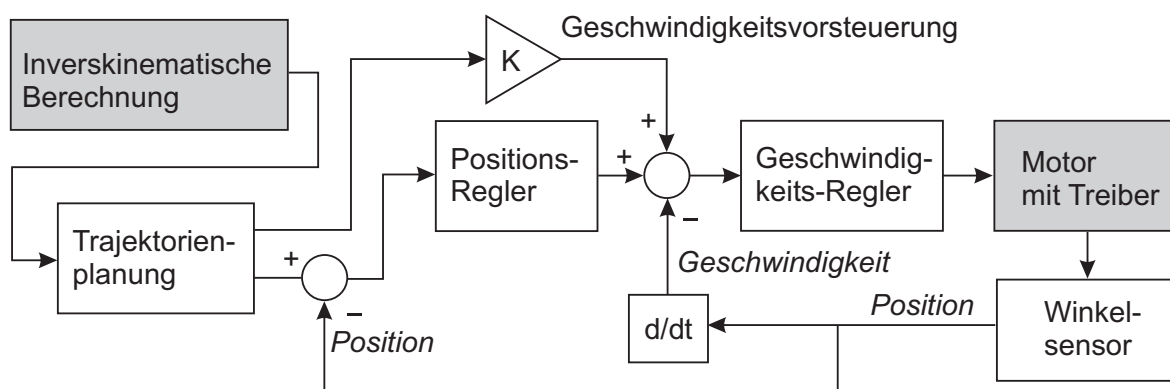 Geschwindigkeitsvorsteuerung
Inverskinematische
Berechnung
K
+
Positions-
Regler
+
Geschwindig-
keits-Regler
Motor
mit Treiber
Trajektorien-
planung
+
−
Position
−
Geschwindigkeit
d/dt
Position
Winkel-
sensor